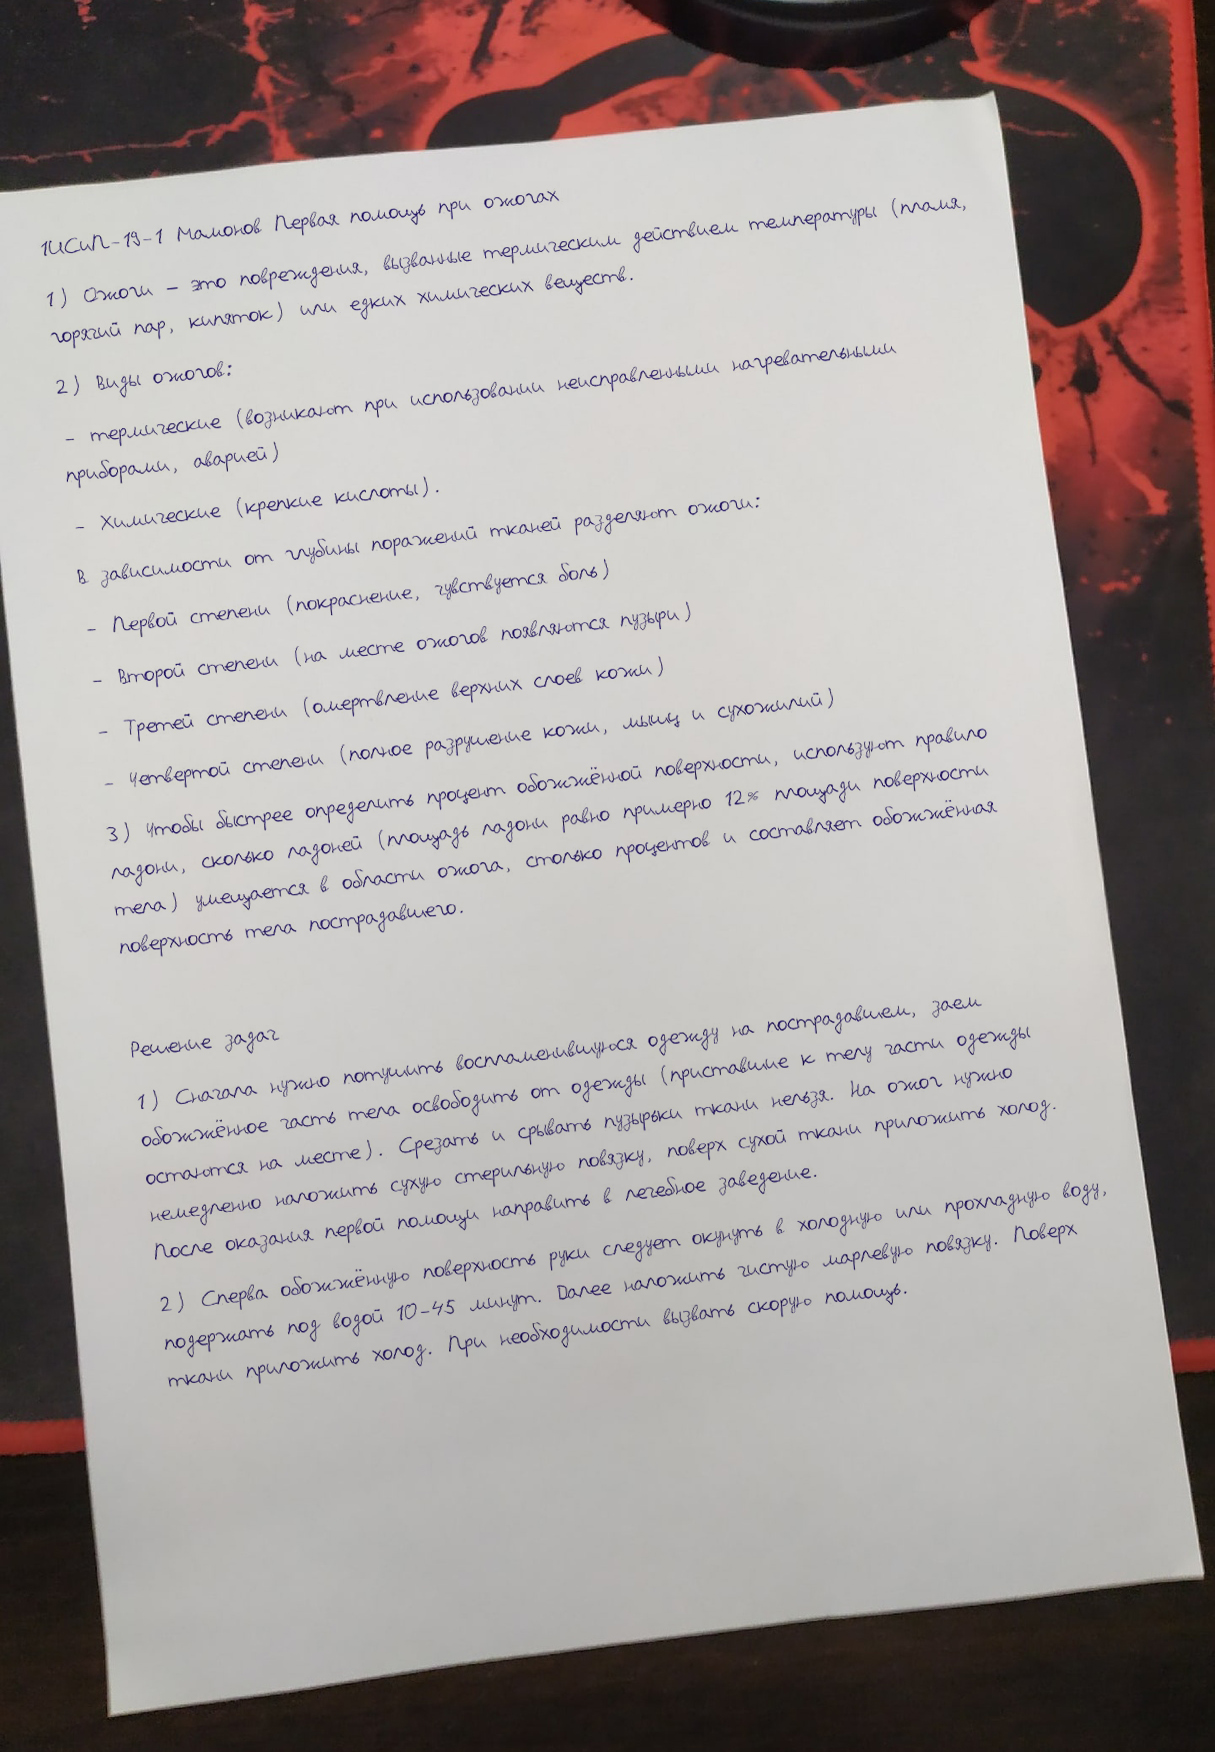 1ИСиП-19-1 Мамонов Первая помощь при ожогах
1) Ожоги - это повреждения, вызванные термическим действием температуры (пламя,
горячий пар, кипяток) или едких химических веществ.
2) Виды ожогов:
- термические (возникают при использовании неисправленными нагревательными
приборами, аварией)
- Химические (крепкие кислоты).
В зависимости от глубины поражений тканей разделяют ожоги:
- Первой степени (покраснение, чувствуется боль)
- Второй степени (на месте ожогов появляются пузыри)
- Третей степени (омертвление верхних слоев кожи)
- Четвертой степени (полное разрушение кожи, мышц и сухожилий)
3) Чтобы быстрее определить процент обожжённой поверхности, используют правило
ладони, сколько ладоней (площадь ладони равно примерно 12% площади поверхности
тела) умещается в области ожога, столько процентов и составляет обожжённая
поверхность тела пострадавшего.
Решение задач
1) Сначала нужно потушить воспламенившуюся одежду на пострадавшем, заем
обожжённое часть тела освободить от одежды (приставшие к телу части одежды
остаются на месте). Срезать и срывать пузырьки ткани нельзя. На ожог нужно
немедленно наложить сухую стерильную повязку, поверх сухой ткани приложить холод.
После оказания первой помощи направить в лечебное заведение.
2) Сперва обожжённую поверхность руки следует окунуть в холодную или прохладную воду,
подержать под водой 10-45 минут. Далее наложить чистую марлевую повязку. Поверх
ткани приложить холод. При необходимости вызвать скорую помощь.